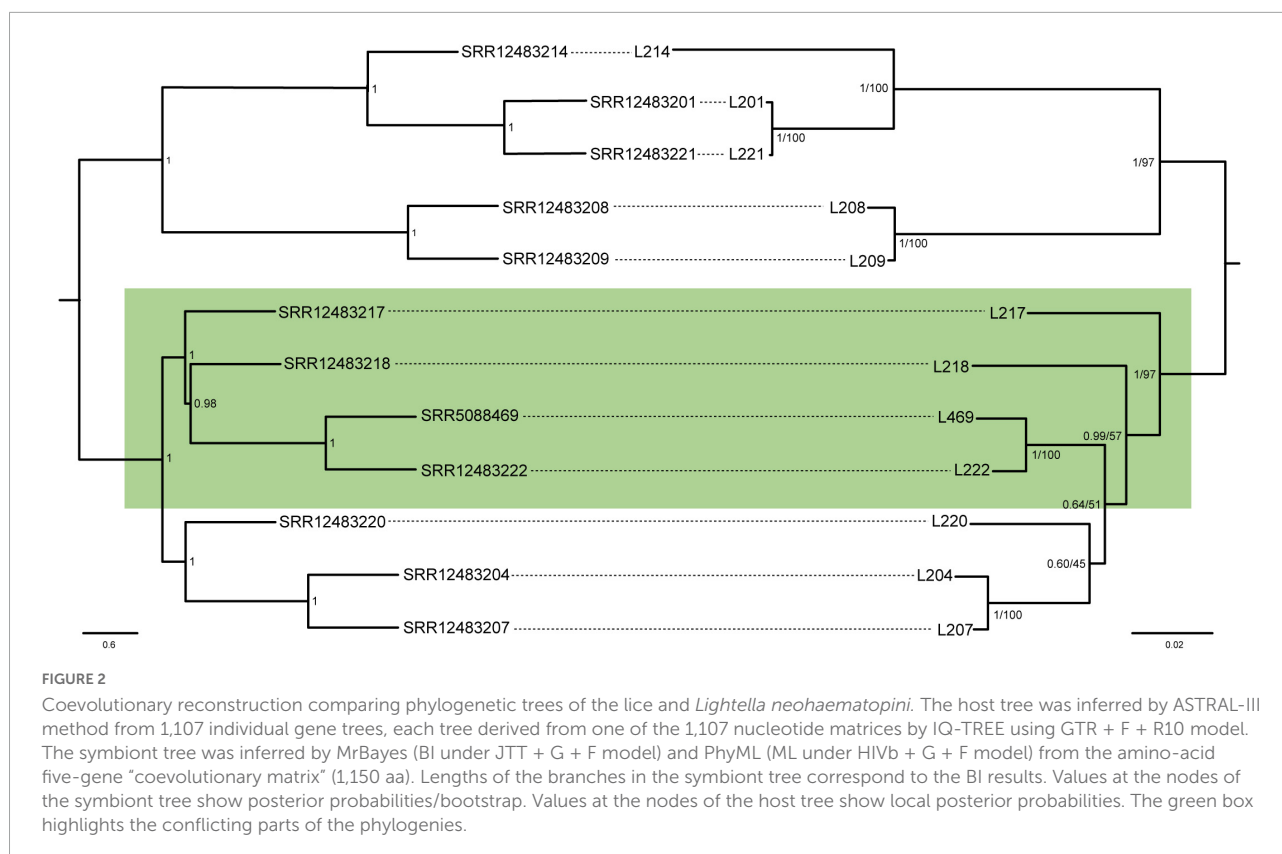 SRR12483214 L214
1/100
SRR12483201 L201
1
1
1/100
SRR12483221 L221
1
1/97
SRR12483208 L208
1
1/100
SRR12483209 L209
SRR12483217 L217
1
SRR12483218 L218
1/97
0.98
SRR5088469 L469
0.99/57
1
1/100
1
SRR12483222 L222
0.64/51
SRR12483220 L220
1
0.60/45
SRR12483204 L204
1
1/100
SRR12483207 L207
0.6
0.02
FIGURE 2
Coevolutionary reconstruction comparing phylogenetic trees of the lice and Lightella neohaematopini. The host tree was inferred by ASTRAL-III
method from 1,107 individual gene trees, each tree derived from one of the 1,107 nucleotide matrices by IQ-TREE using GTR + F + R10 model.
The symbiont tree was inferred by MrBayes (BI under JTT + G + F model) and PhyML (ML under HIVb + G + F model) from the amino-acid
five-gene “coevolutionary matrix” (1,150 aa). Lengths of the branches in the symbiont tree correspond to the BI results. Values at the nodes of
the symbiont tree show posterior probabilities/bootstrap. Values at the nodes of the host tree show local posterior probabilities. The green box
highlights the conflicting parts of the phylogenies.